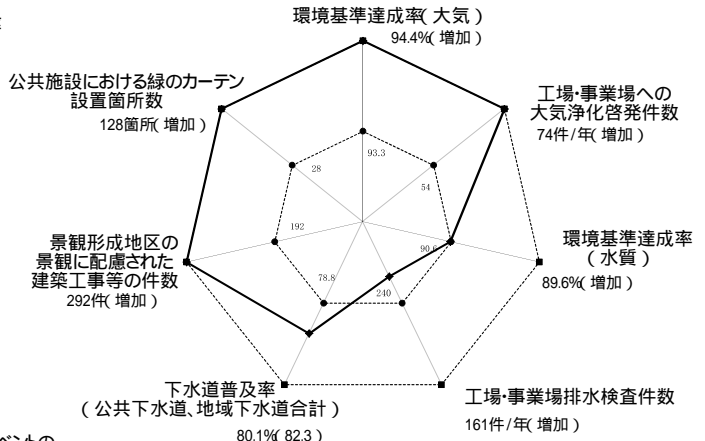 環境基準達成率(大気)
94.4%(増加)
工場・事業場への
大気浄化啓発件数
74件/年(増加)
環境基準達成率
(水質)
89.6%(増加)
工場・事業場排水検査件数
161件/年(増加)
下水道普及率
(公共下水道、地域下水道合計)
80.1%(82.3)
景観形成地区の
景観に配慮された
建築工事等の件数
292件(増加)
公共施設における緑のカーテン
設置箇所数
128箇所(増加)
93.3
54
90.6
240
78.8
192
28